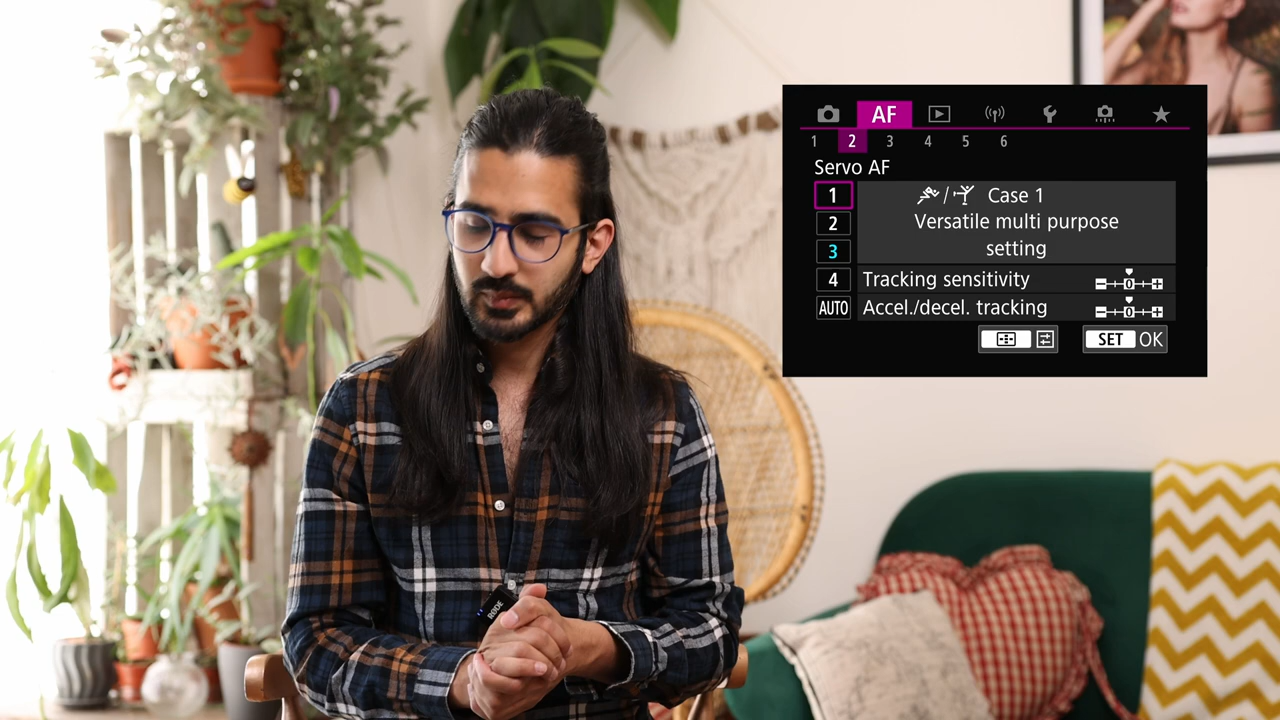 AF
1 2 3 4 5 6
Servo AF
1 Case 1
2 Versatile multi purpose
3 setting
4 Tracking sensitivity - 0 +
AUTO Accel./decel. tracking - 0 +
SET OK
RØDE